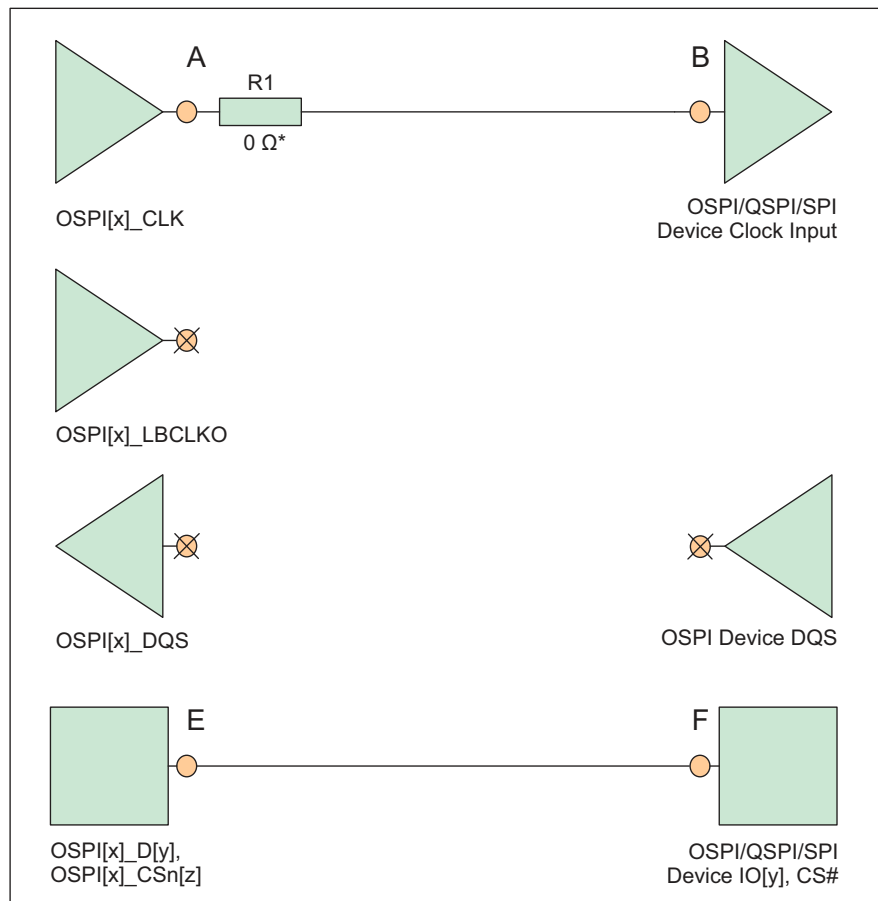 A
B
R1
0 Ω*
OSPI[x]_CLK
OSPI/QSPI/SPI
Device Clock Input
OSPI[x]_LBCLKO
OSPI[x]_DQS
OSPI Device DQS
E
F
OSPI[x]_D[y],
OSPI[x]_CSn[z]
OSPI/QSPI/SPI
Device IO[y], CS#